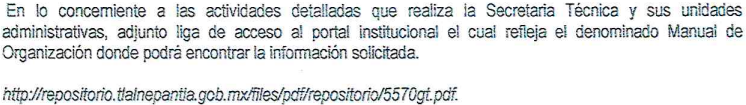 En lo concerniente a las actividades detalladas que realiza la Secretaria Técnica y sus unidades
administrativas, adjunto liga de acceso al portal institucional el cual refleja el denominado Manual de
Organización donde podrá encontrar la información solicitada.
http://repositorio.tlalnepantla.gob.mx/files/pdf/repositorio/5570gt.pdf.